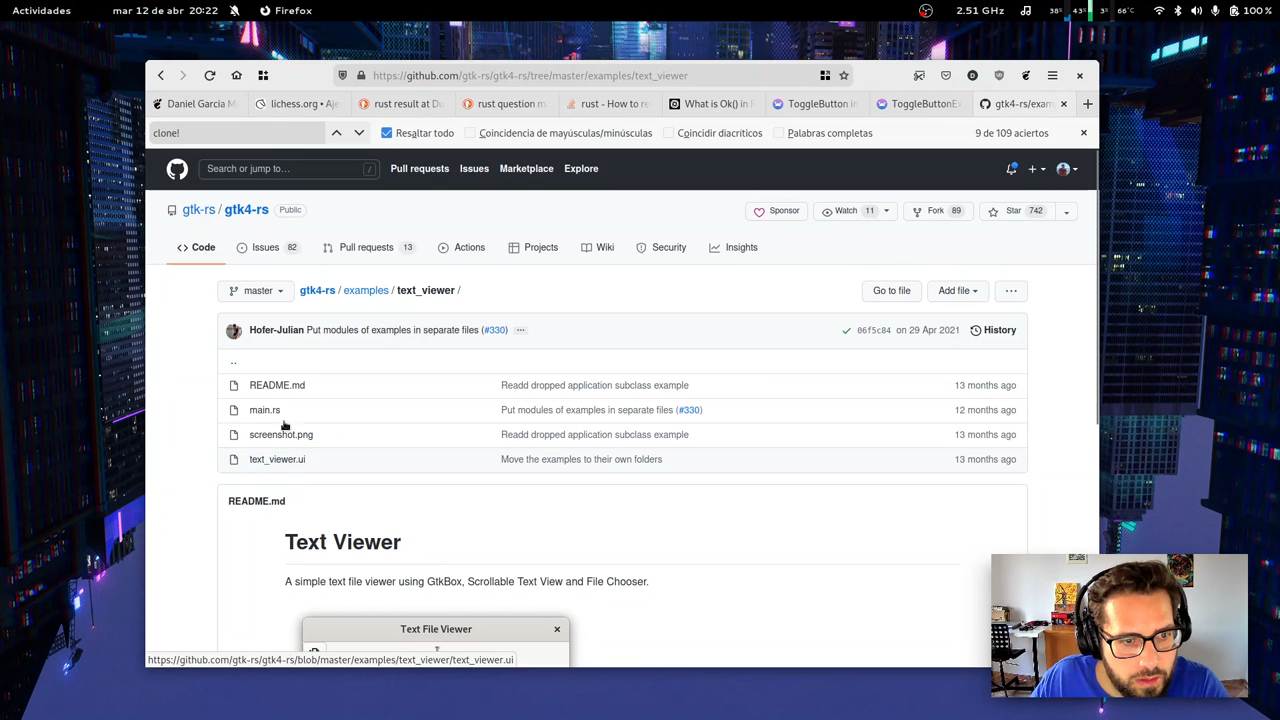 Actividades mar 12 de abr 20:22 Firefox 2.51 GHz 38% 43% 3% 66°C 100 %
https://github.com/gtk-rs/gtk4-rs/tree/master/examples/text_viewer
Daniel Garcia M lichess.org • Aje rust result at Du rust question m rust - How to re What is Ok() in R ToggleButton in ToggleButtonEx gtk4-rs/exam
clone! Resaltar todo Coincidencia de mayúsculas/minúsculas Coincidir diacríticos Palabras completas 9 de 109 aciertos
Search or jump to... / Pull requests Issues Marketplace Explore
gtk-rs / gtk4-rs Public Sponsor Watch 11 Fork 89 Star 742
Code Issues 82 Pull requests 13 Actions Projects Wiki Security Insights
master gtk4-rs / examples / text_viewer / Go to file Add file ...
Hofer-Julian Put modules of examples in separate files (#330) ... 06f5c84 on 29 Apr 2021 History
..
README.md Readd dropped application subclass example 13 months ago
main.rs Put modules of examples in separate files (#330) 12 months ago
screenshot.png Readd dropped application subclass example 13 months ago
text_viewer.ui Move the examples to their own folders 13 months ago
README.md
Text Viewer
A simple text file viewer using GtkBox, Scrollable Text View and File Chooser.
Text File Viewer
https://github.com/gtk-rs/gtk4-rs/blob/master/examples/text_viewer/text_viewer.ui